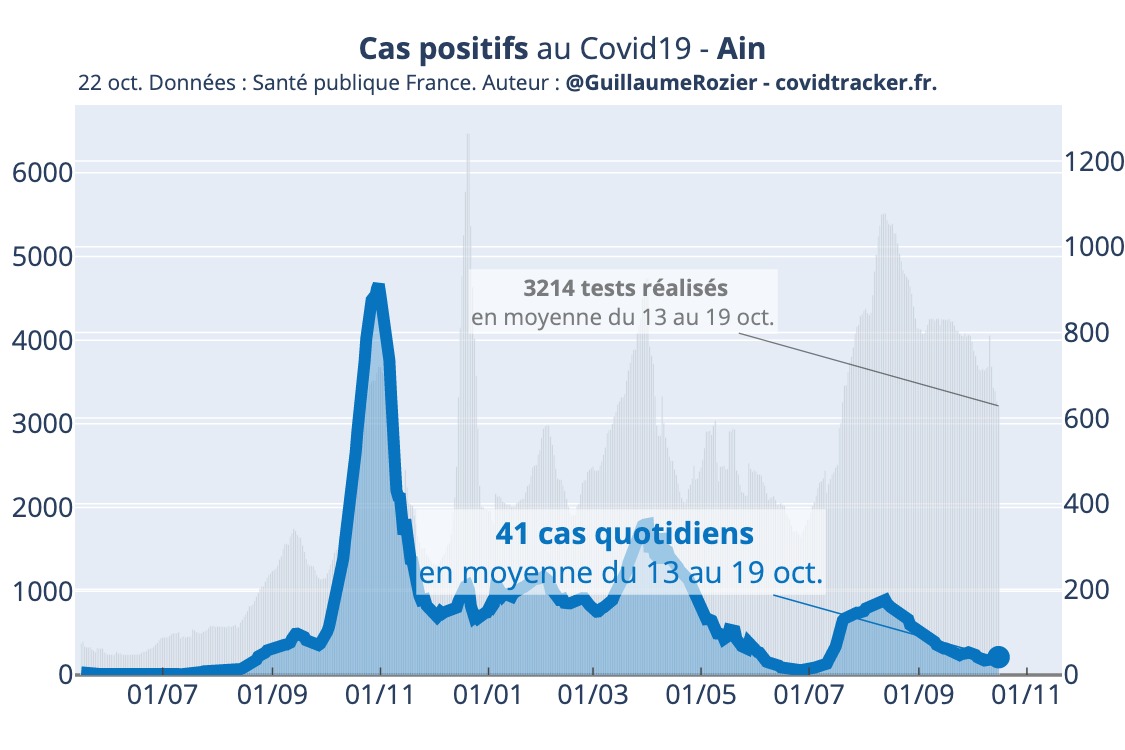 Cas positifs au Covid19 - Ain
22 oct. Données : Santé publique France. Auteur : @GuillaumeRozier - covidtracker.fr.
6000
5000
4000
3000
2000
1000
0
1200
1000
800
600
400
200
0
3214 tests réalisés
en moyenne du 13 au 19 oct.
41 cas quotidiens
en moyenne du 13 au 19 oct.
01/07 01/09 01/11 01/01 01/03 01/05 01/07 01/09 01/11